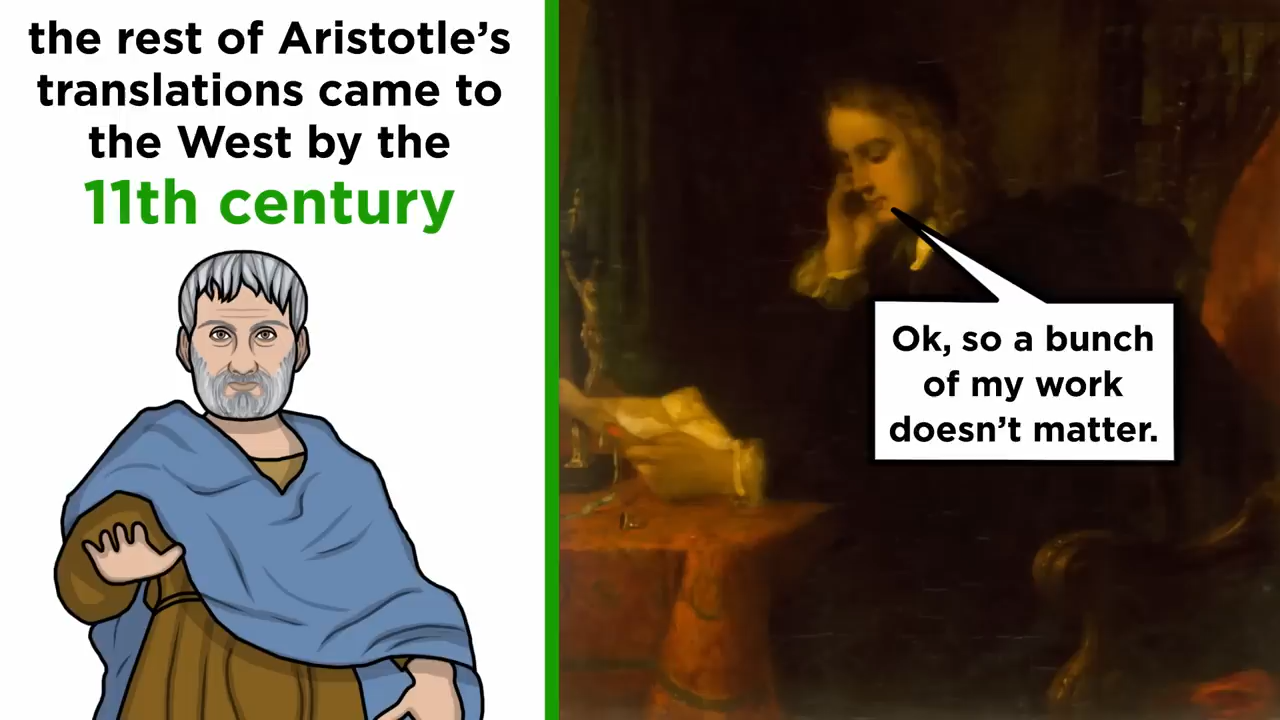 the rest of Aristotle’s
translations came to
the West by the
11th century
Ok, so a bunch
of my work
doesn’t matter.